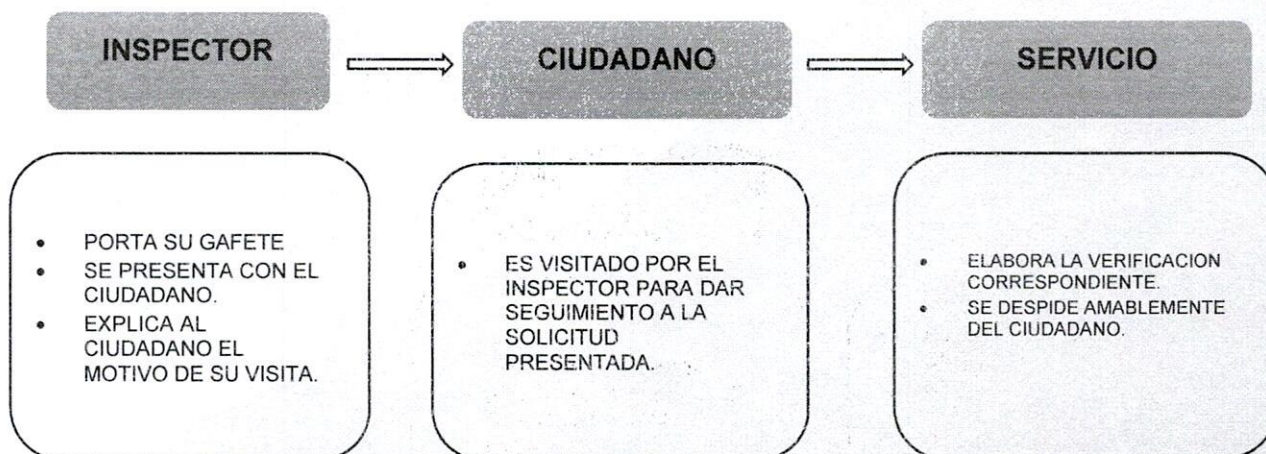 INSPECTOR
CIUDADANO
SERVICIO
• PORTA SU GAFETE
• SE PRESENTA CON EL
CIUDADANO.
• EXPLICA AL
CIUDADANO EL
MOTIVO DE SU VISITA.
• ES VISITADO POR EL
INSPECTOR PARA DAR
SEGUIMIENTO A LA
SOLICITUD
PRESENTADA.
• ELABORA LA VERIFICACION
CORRESPONDIENTE.
• SE DESPIDE AMABLEMENTE
DEL CIUDADANO.